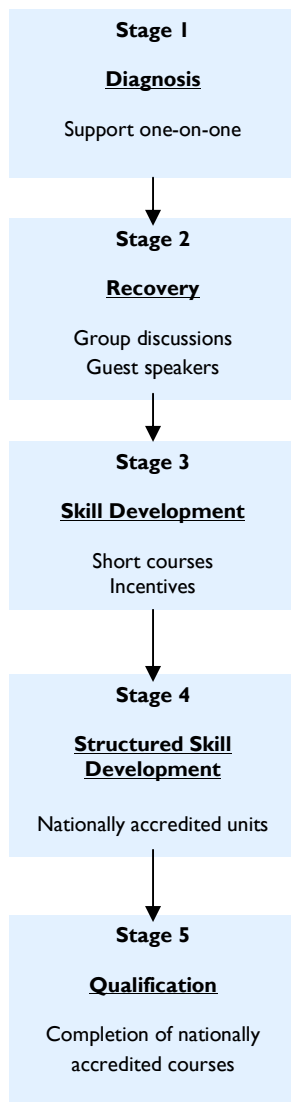 Stage 1
Diagnosis
Support one-on-one
Stage 2
Recovery
Group discussions
Guest speakers
Stage 3
Skill Development
Short courses
Incentives
Stage 4
Structured Skill
Development
Nationally accredited units
Stage 5
Qualification
Completion of nationally
accredited courses